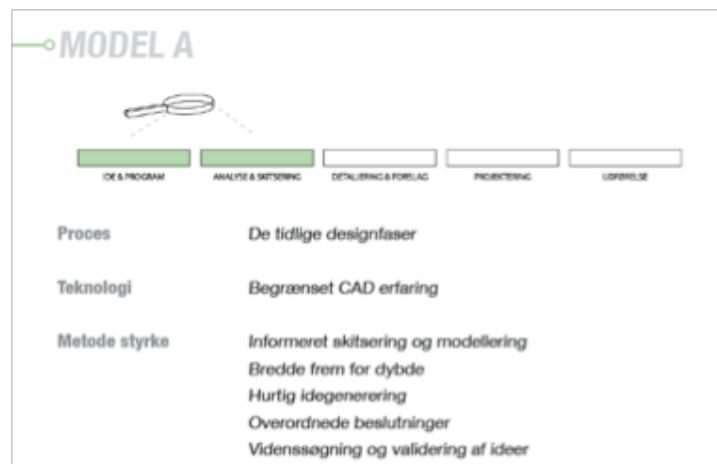 MODEL A
IDE & PROGRAM ANALYSE & SKITSERING DETALJERING & FORSLAG PROJEKTERING UDFØRELSE
Proces De tidlige designfaser
Teknologi Begrænset CAD erfaring
Metode styrke Informeret skitsering og modellering
Bredde frem for dybde
Hurtig idegenerering
Overordnede beslutninger
Videnssøgning og validering af ideer